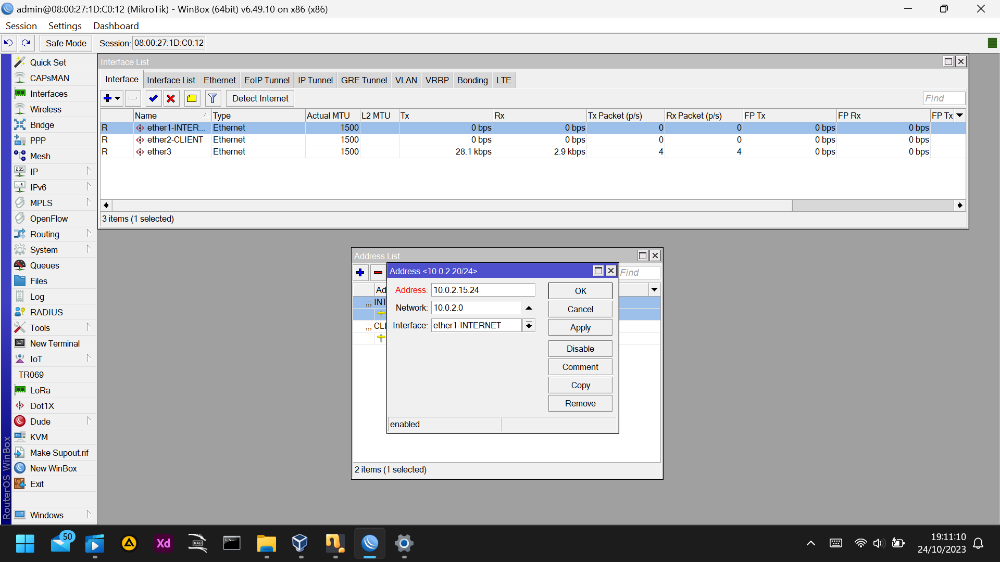 admin@08:00:27:1D:C0:12 (MikroTik) - WinBox (64bit) v6.49.10 on x86 (x86)
Session Settings Dashboard
Safe Mode Session: 08:00:27:1D:C0:12
Quick Set
CAPsMAN
Interfaces
Wireless
Bridge
PPP
Mesh
IP
IPv6
MPLS
OpenFlow
Routing
System
Queues
Files
Log
RADIUS
Tools
New Terminal
IoT
TR069
LoRa
Dot1X
Dude
KVM
Make Supout.rif
New WinBox
Exit
Windows
RouterOS WinBox
Interface List
Interface Interface List Ethernet EoIP Tunnel IP Tunnel GRE Tunnel VLAN VRRP Bonding LTE
Detect Internet Find
Name Type Actual MTU L2 MTU Tx Rx Tx Packet (p/s) Rx Packet (p/s) FP Tx FP Rx FP Tx
R ether1-INTER... Ethernet 1500 0 bps 0 bps 0 0 0 bps 0 bps
R ether2-CLIENT Ethernet 1500 0 bps 0 bps 0 0 0 bps 0 bps
R ether3 Ethernet 1500 28.1 kbps 2.9 kbps 4 4 0 bps 0 bps
3 items (1 selected)
Address List
Find
Ad
;;; INT
;;; CLI
2 items (1 selected)
Address <10.0.2.20/24>
Address: 10.0.2.15.24
Network: 10.0.2.0
Interface: ether1-INTERNET
OK
Cancel
Apply
Disable
Comment
Copy
Remove
enabled
50
Xd
KALI
19:11:10
24/10/2023